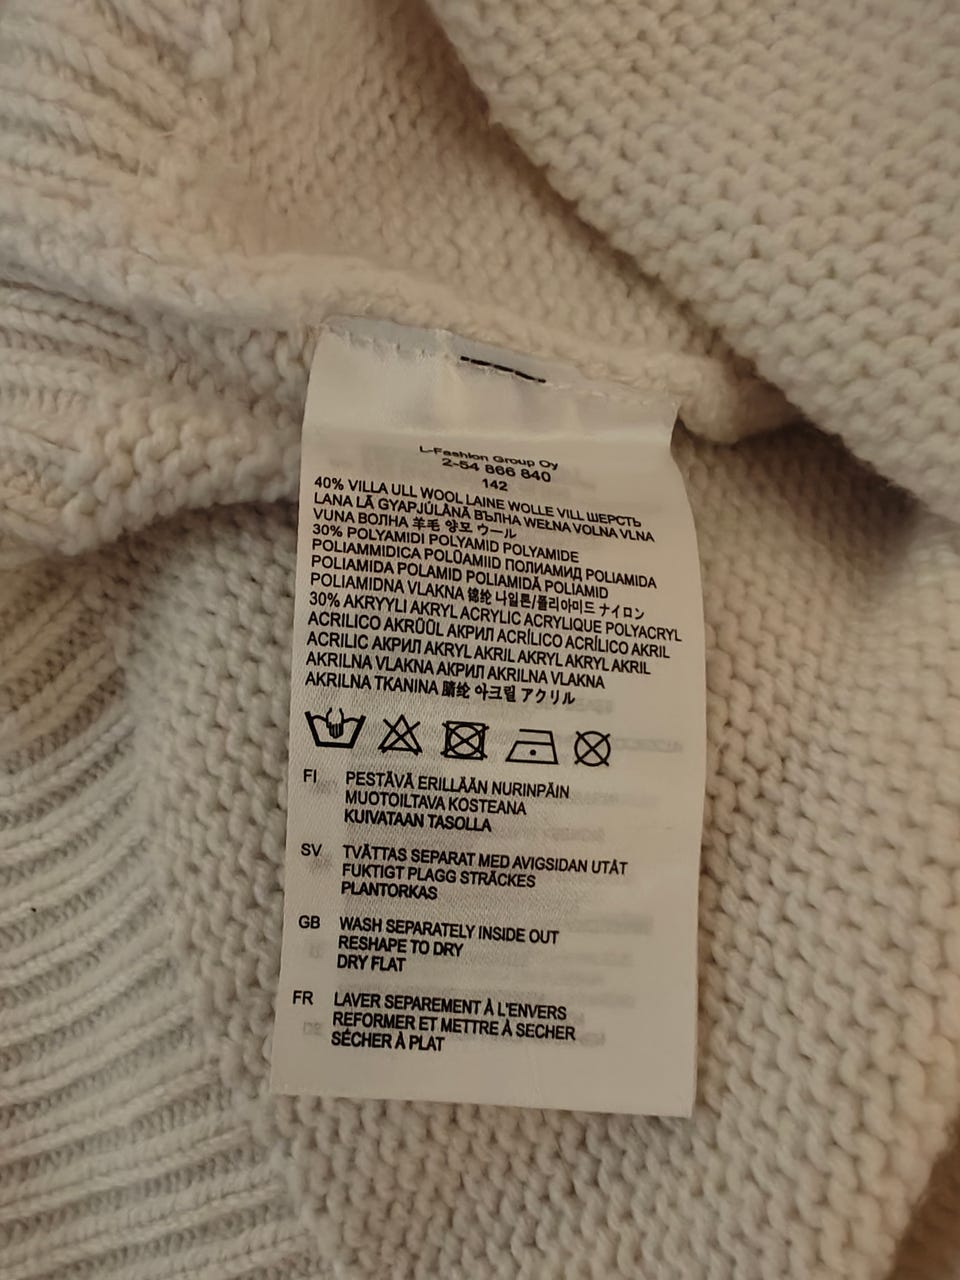 L-Fashion Group Oy
2-54 866 840
142
40% VILLA ULL WOOL LAINE WOLLE VILL ШЕРСТЬ
LANA LÃ GYAPJÚLÂNĂ ВЪЛНА WEŁNA VOLNA VLNA
VUNA ВОЛНА 羊毛 양모 ウール
30% POLYAMIDI POLYAMID POLYAMIDE
POLIAMMIDICA POLÜAMIID ПОЛИАМИД POLIAMIDA
POLIAMIDA POLAMID POLIAMIDĂ POLIAMID
POLIAMIDNA VLAKNA 锦纶 나일론/폴리아미드 ナイロン
30% AKRYYLI AKRYL ACRYLIC ACRYLIQUE POLYACRYL
ACRILICO AKRÜÜL АКРИЛ ACRÍLICO ACRÍLICO AKRIL
ACRILIC АКРИЛ AKRYL AKRIL AKRYL AKRYL AKRIL
AKRILNA VLAKNA АКРИЛ AKRILNA VLAKNA
AKRILNA TKANINA 腈纶 아크릴 アクリル
FI PESTÄVÄ ERILLÄÄN NURINPÄIN
MUOTOILTAVA KOSTEANA
KUIVATAAN TASOLLA
SV TVÄTTAS SEPARAT MED AVIGSIDAN UTÅT
FUKTIGT PLAGG STRÄCKES
PLANTORKAS
GB WASH SEPARATELY INSIDE OUT
RESHAPE TO DRY
DRY FLAT
FR LAVER SEPAREMENT À L'ENVERS
REFORMER ET METTRE À SECHER
SÉCHER À PLAT